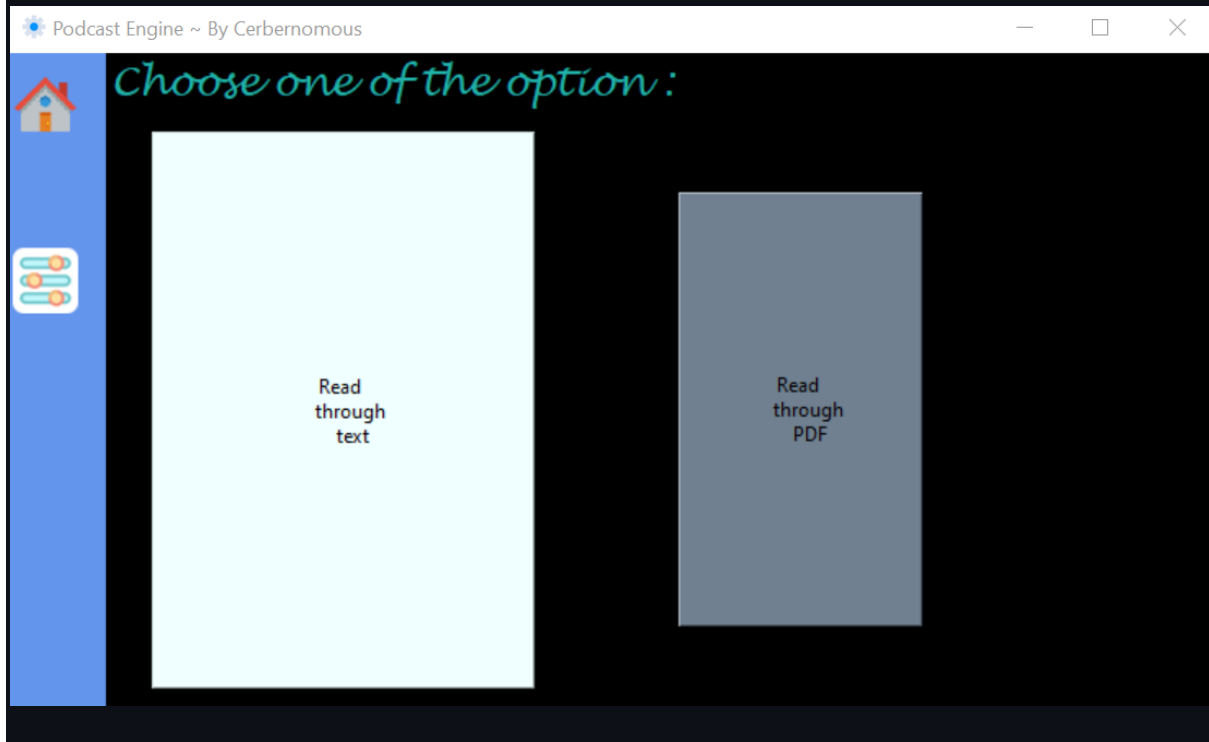 Podcast Engine ~ By Cerbernomous
Choose one of the option :
Read
through
text
Read
through
PDF